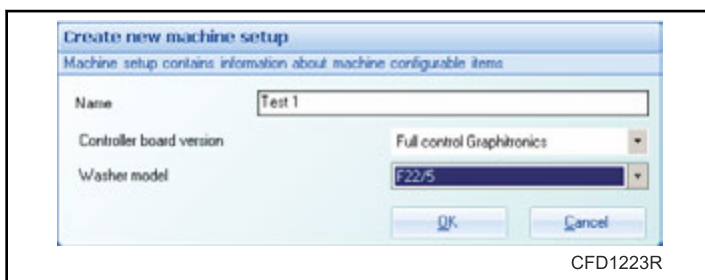 Create new machine setup
Machine setup contains information about machine configurable items
Name Test 1
Controller board version Full control Graphitronics
Washer model F22/5
OK Cancel
CFD1223R